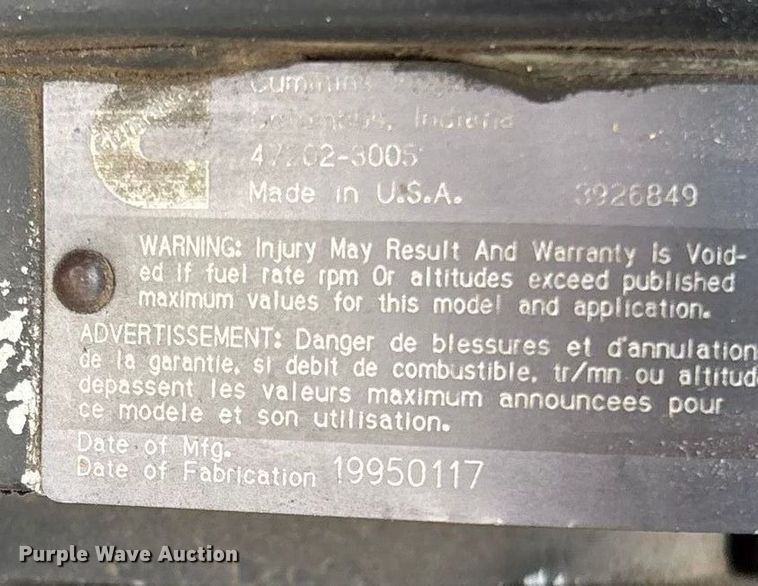 Cummins
Columbus, Indiana
47202-3005
Made in U.S.A. 3926849
WARNING: Injury May Result And Warranty is Void-
ed If fuel rate rpm Or altitudes exceed published
maximum values for this model and application.
ADVERTISSEMENT: Danger de blessures et d'annulation
de la garantie, si debit de combustible, tr/mn ou altitud
depassent les valeurs maximum announcees pour
ce modele et son utilisation.
Date of Mfg.
Date of Fabrication 19950117
Purple Wave Auction